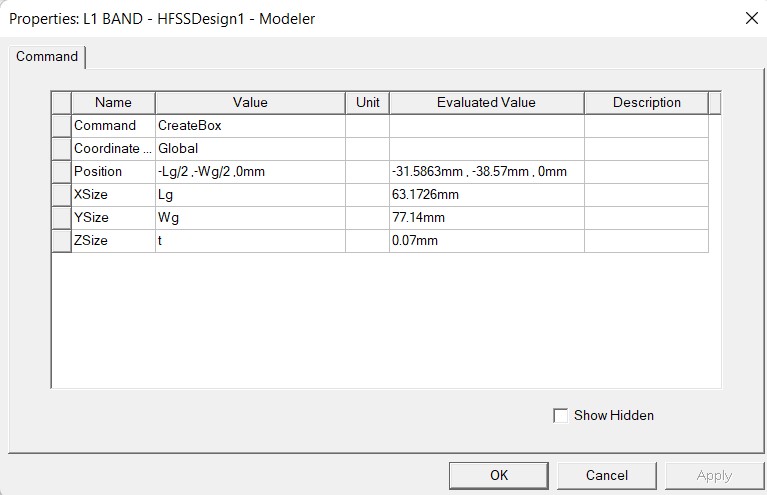 Properties: L1 BAND - HFSSDesign1 - Modeler
Command
Name Value Unit Evaluated Value Description
Command CreateBox
Coordinate ... Global
Position -Lg/2 ,-Wg/2 ,0mm -31.5863mm , -38.57mm , 0mm
XSize Lg 63.1726mm
YSize Wg 77.14mm
ZSize t 0.07mm
Show Hidden
OK Cancel Apply